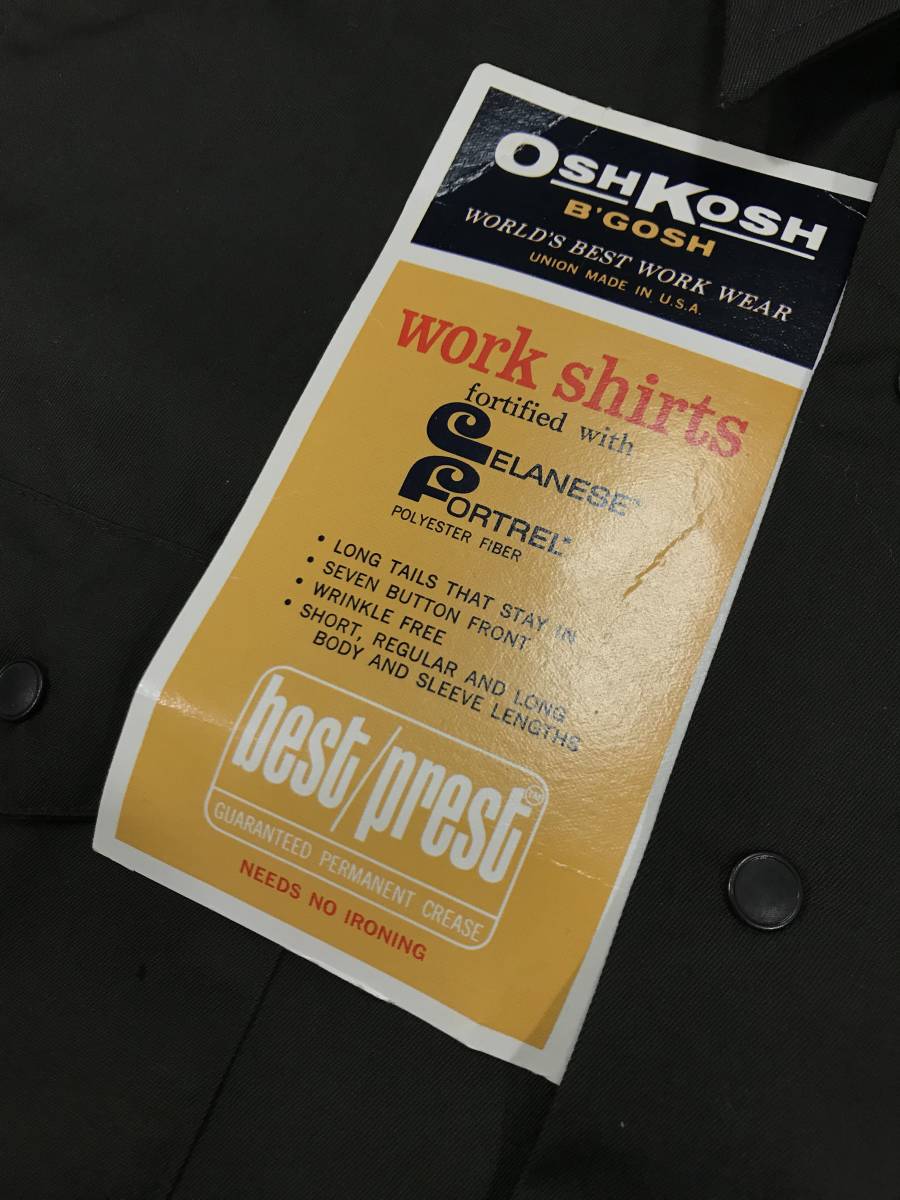 OSHKOSH
B'GOSH
WORLD'S BEST WORK WEAR
UNION MADE IN U.S.A.
work shirts
fortified with
CELANESE™
FORTREL®
POLYESTER FIBER
• LONG TAILS THAT STAY IN
• SEVEN BUTTON FRONT
• WRINKLE FREE
• SHORT, REGULAR AND LONG
BODY AND SLEEVE LENGTHS
best/prest™
GUARANTEED PERMANENT CREASE
NEEDS NO IRONING